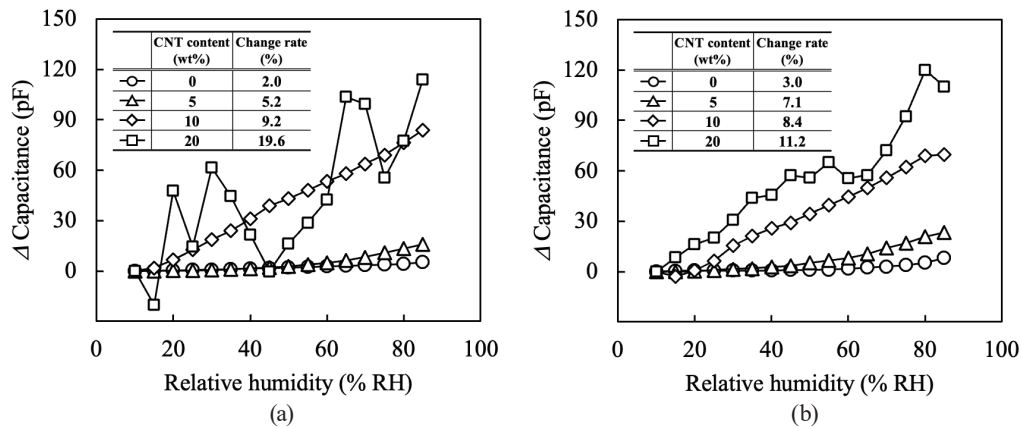 150
120
90
60
30
0
-30
Δ Capacitance (pF)
CNT content (wt%) Change rate (%)
0 2.0
5 5.2
10 9.2
20 19.6
0 20 40 60 80 100
Relative humidity (% RH)
(a)
150
120
90
60
30
0
-30
Δ Capacitance (pF)
CNT content (wt%) Change rate (%)
0 3.0
5 7.1
10 8.4
20 11.2
0 20 40 60 80 100
Relative humidity (% RH)
(b)